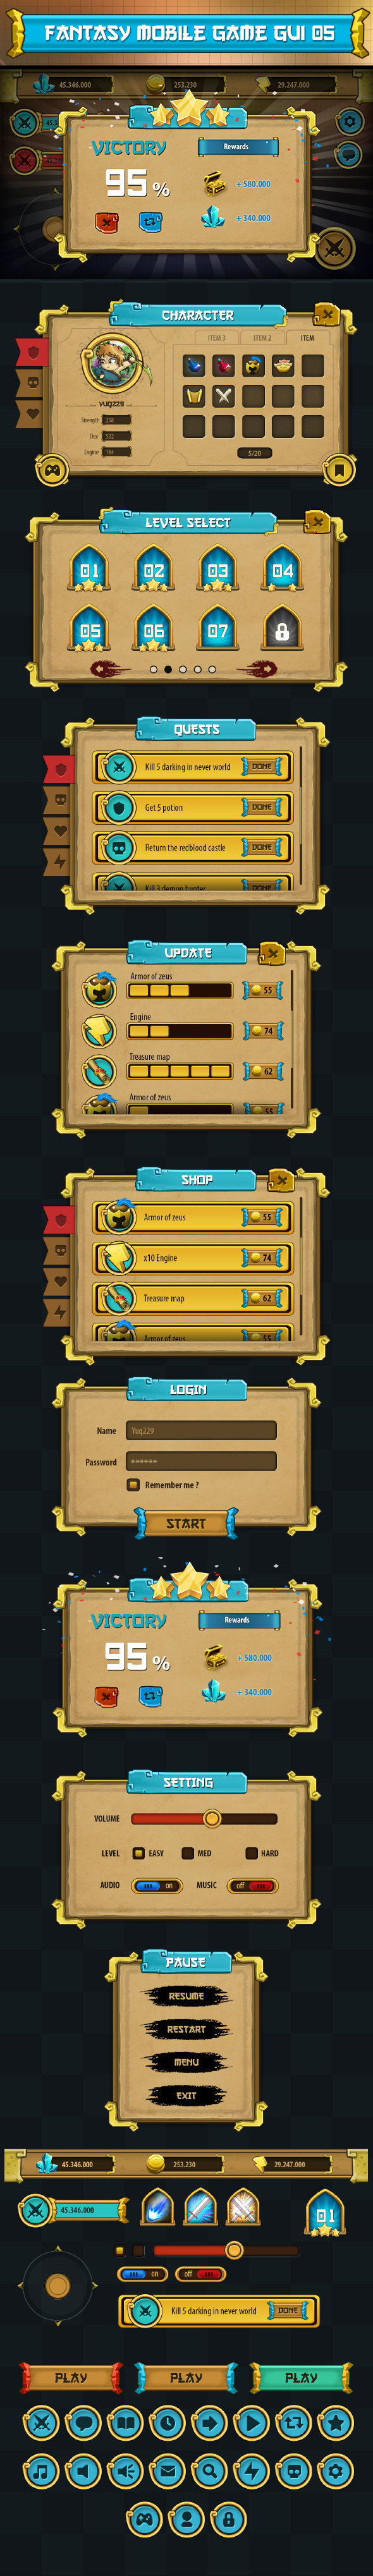 FANTASY MOBILE GAME GUI 05
45.346.000 253.230 29.247.000
VICTORY
Rewards
95 %
+ 580.000
+ 340.000
CHARACTER
ITEM 3 ITEM 2 ITEM
YUQ229
Strength
Dex
Engine
5/20
LEVEL SELECT
01 02 03 04
05 06 07
QUESTS
Kill 5 darking in never world DONE
Get 5 potion DONE
Return the redblood castle DONE
Kill 3 demon hunter DONE
UPDATE
Armor of zeus
55
Engine
74
Treasure map
62
Armor of zeus
55
SHOP
Armor of zeus 55
x10 Engine 74
Treasure map 62
Armor of zeus 55
LOGIN
Name Yuq229
Password ******
Remember me ?
START
VICTORY
Rewards
95 %
+ 580.000
+ 340.000
SETTING
VOLUME
LEVEL EASY MED HARD
AUDIO on MUSIC off
PAUSE
RESUME
RESTART
MENU
EXIT
45.346.000 253.230 29.247.000
45.346.000
01
on off
Kill 5 darking in never world DONE
PLAY PLAY PLAY